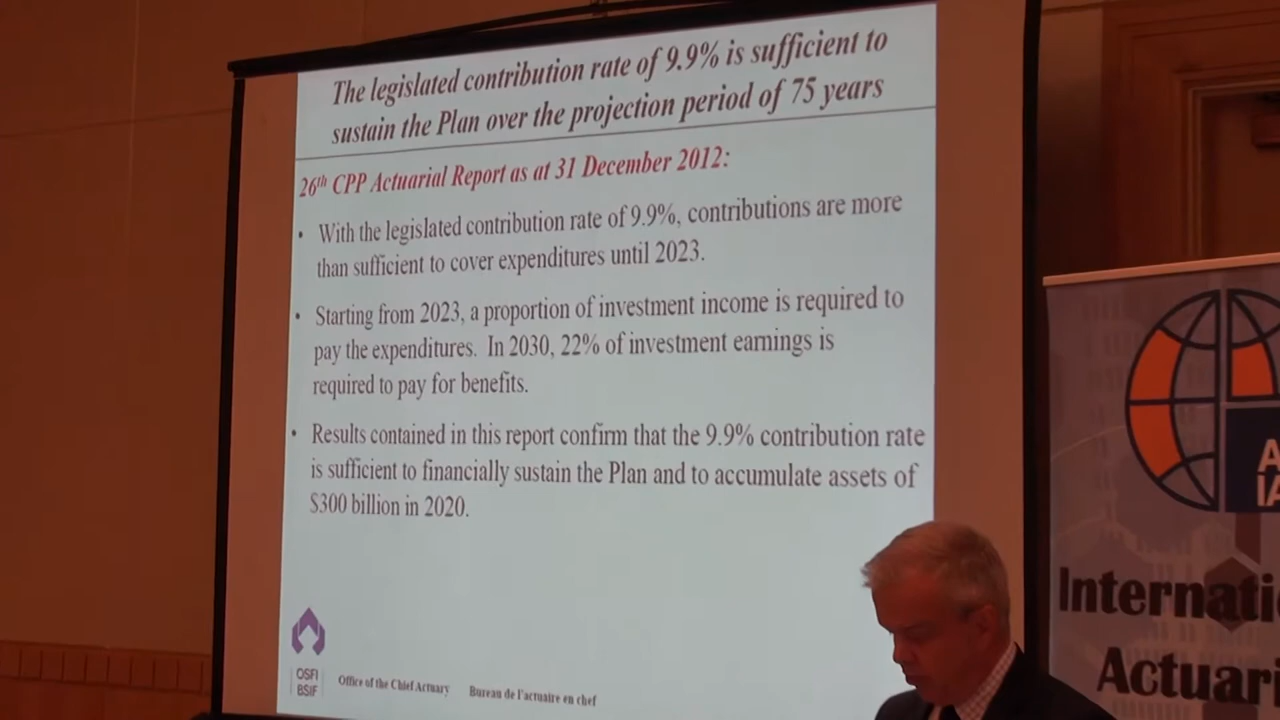 The legislated contribution rate of 9.9% is sufficient to
sustain the Plan over the projection period of 75 years
26th CPP Actuarial Report as at 31 December 2012:
• With the legislated contribution rate of 9.9%, contributions are more
than sufficient to cover expenditures until 2023.
• Starting from 2023, a proportion of investment income is required to
pay the expenditures. In 2030, 22% of investment earnings is
required to pay for benefits.
• Results contained in this report confirm that the 9.9% contribution rate
is sufficient to financially sustain the Plan and to accumulate assets of
$300 billion in 2020.
OSFI
BSIF
Office of the Chief Actuary Bureau de l'actuaire en chef
A
IA
Internati
Actuari